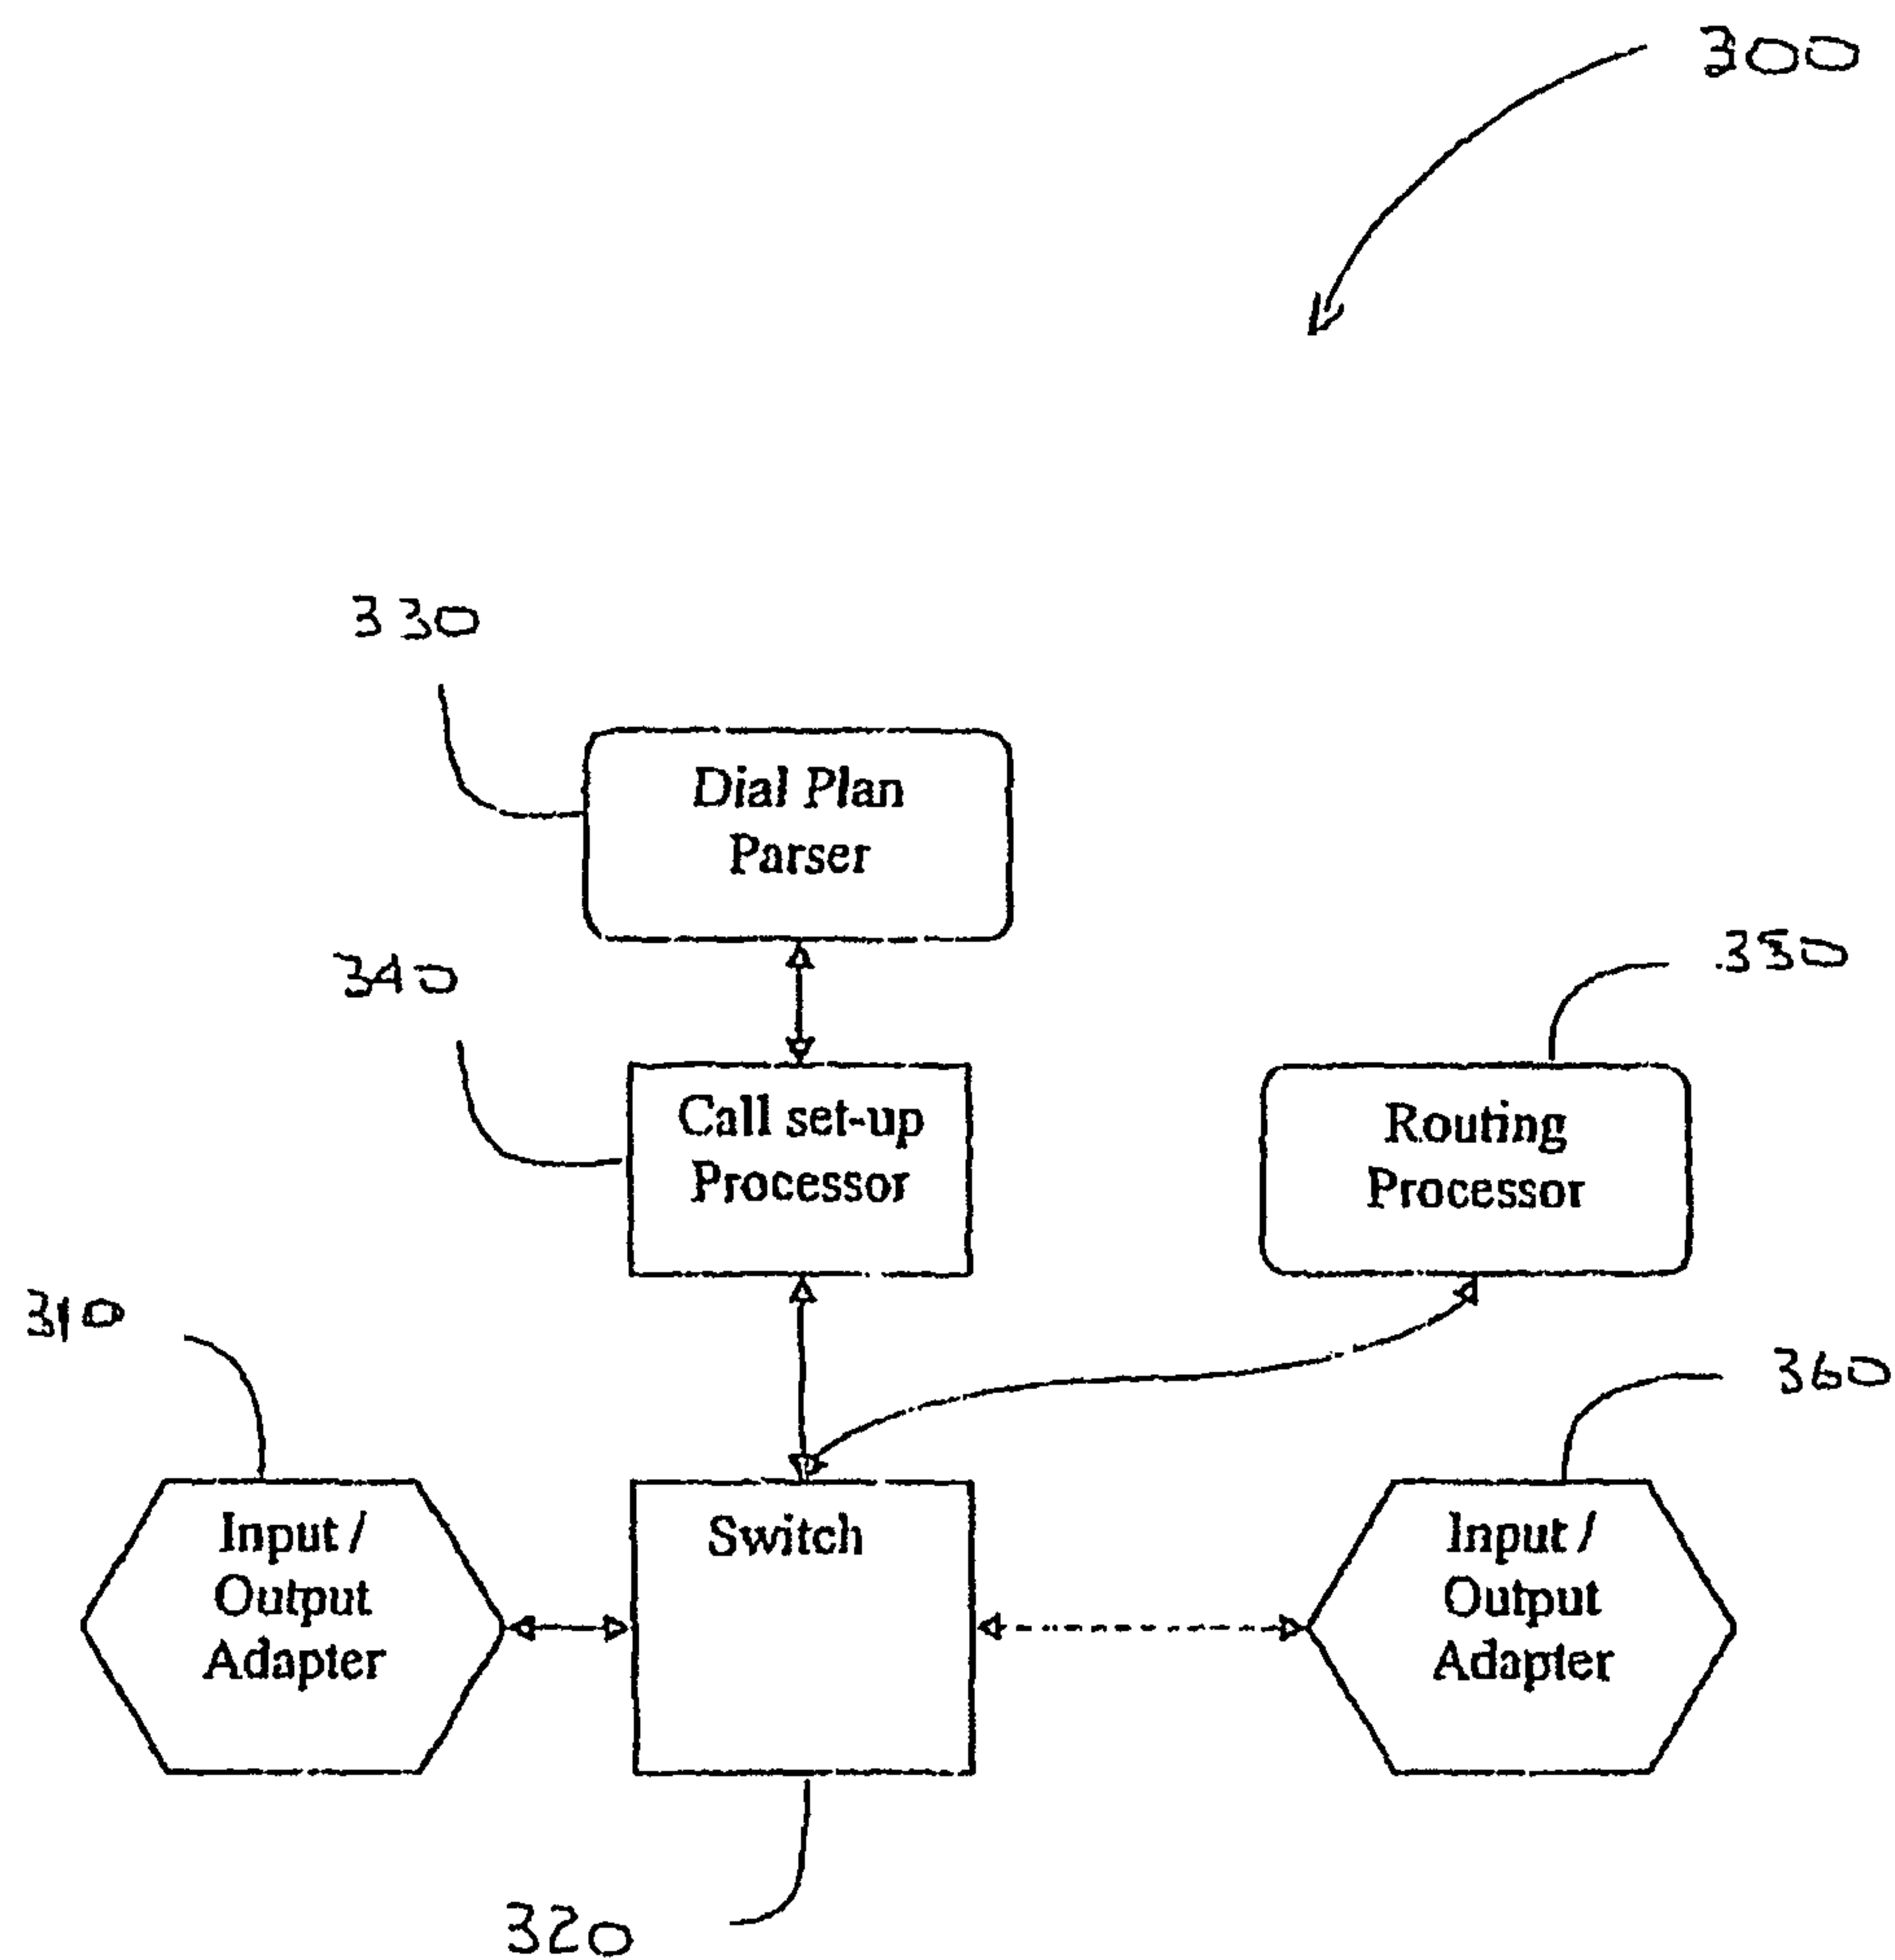 300
330
Dial Plan
Parser
340
350
Call set-up
Processor
Routing
Processor
310
360
Input /
Output
Adapter
Switch
Input /
Output
Adapter
320